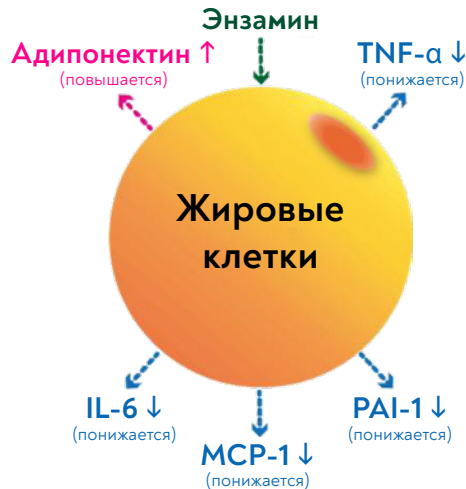 Энзамин
Адипонектин ↑
(повышается)
TNF-α ↓
(понижается)
Жировые
клетки
IL-6 ↓
(понижается)
MCP-1 ↓
(понижается)
PAI-1 ↓
(понижается)